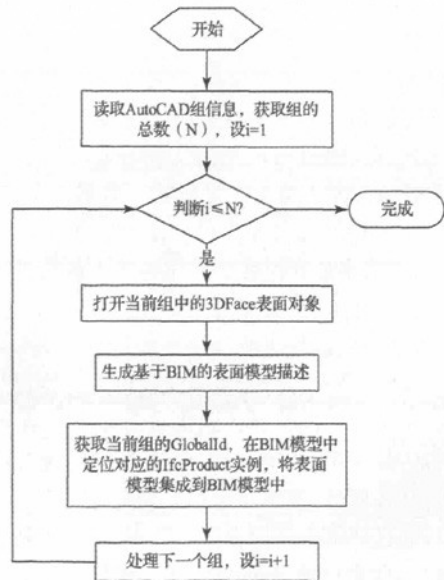 开始
读取AutoCAD组信息，获取组的
总数（N），设i=1
判断i≤N?
完成
是
打开当前组中的3DFace表面对象
生成基于BIM的表面模型描述
获取当前组的GlobalId，在BIM模型中
定位对应的IfcProduct实例，将表面
模型集成到BIM模型中
处理下一个组，设i=i+1